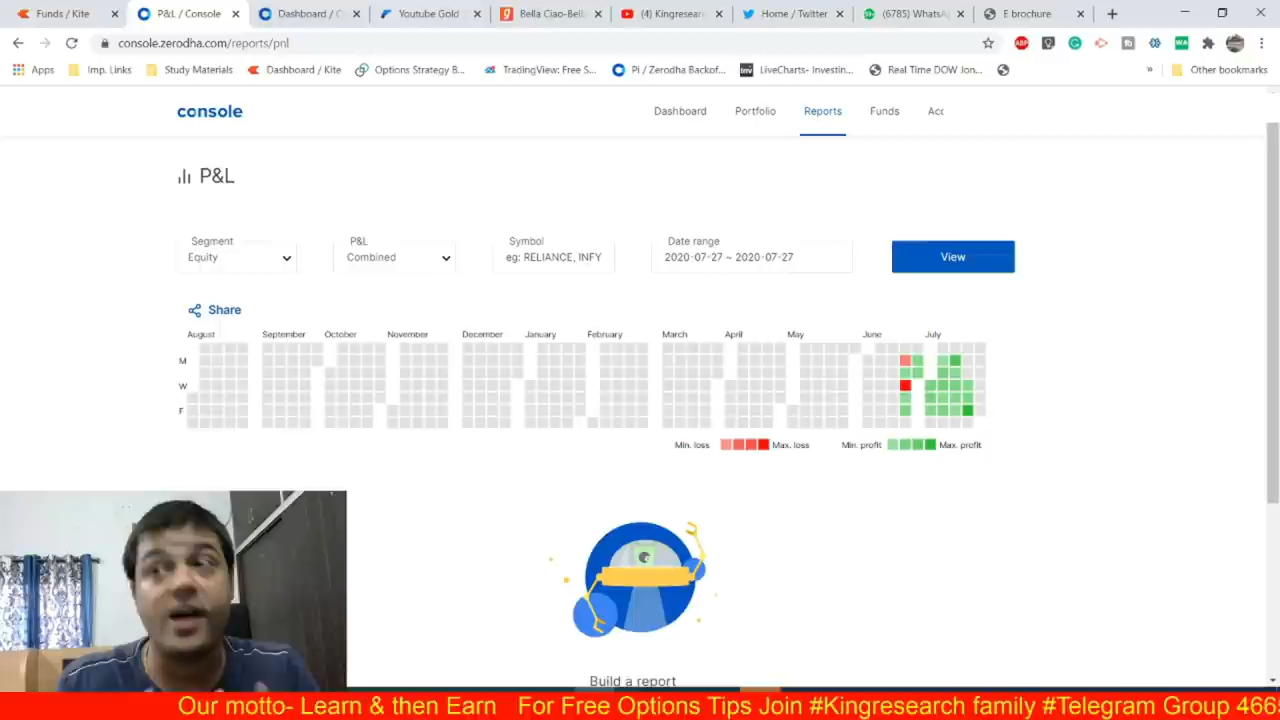 Funds / Kite
P&L / Console
Dashboard / C
Youtube Gold
Bella Ciao-Bell
(4) Kingresear
Home / Twitter
(6785) WhatsA
E brochure
console.zerodha.com/reports/pnl
Apps
Imp. Links
Study Materials
Dashboard / Kite
Options Strategy B...
TradingView: Free S...
Pi / Zerodha Backof...
LiveCharts- Investin...
Real Time DOW Jon...
»
Other bookmarks
console
Dashboard
Portfolio
Reports
Funds
Acc
P&L
Segment
P&L
Symbol
Date range
Equity
Combined
eg: RELIANCE, INFY
2020-07-27 ~ 2020-07-27
View
Share
August September October November December January February March April May June July
M
W
F
Min. loss
Max. loss
Min. profit
Max. profit
Build a report
Our motto- Learn & then Earn For Free Options Tips Join #Kingresearch family #Telegram Group 466